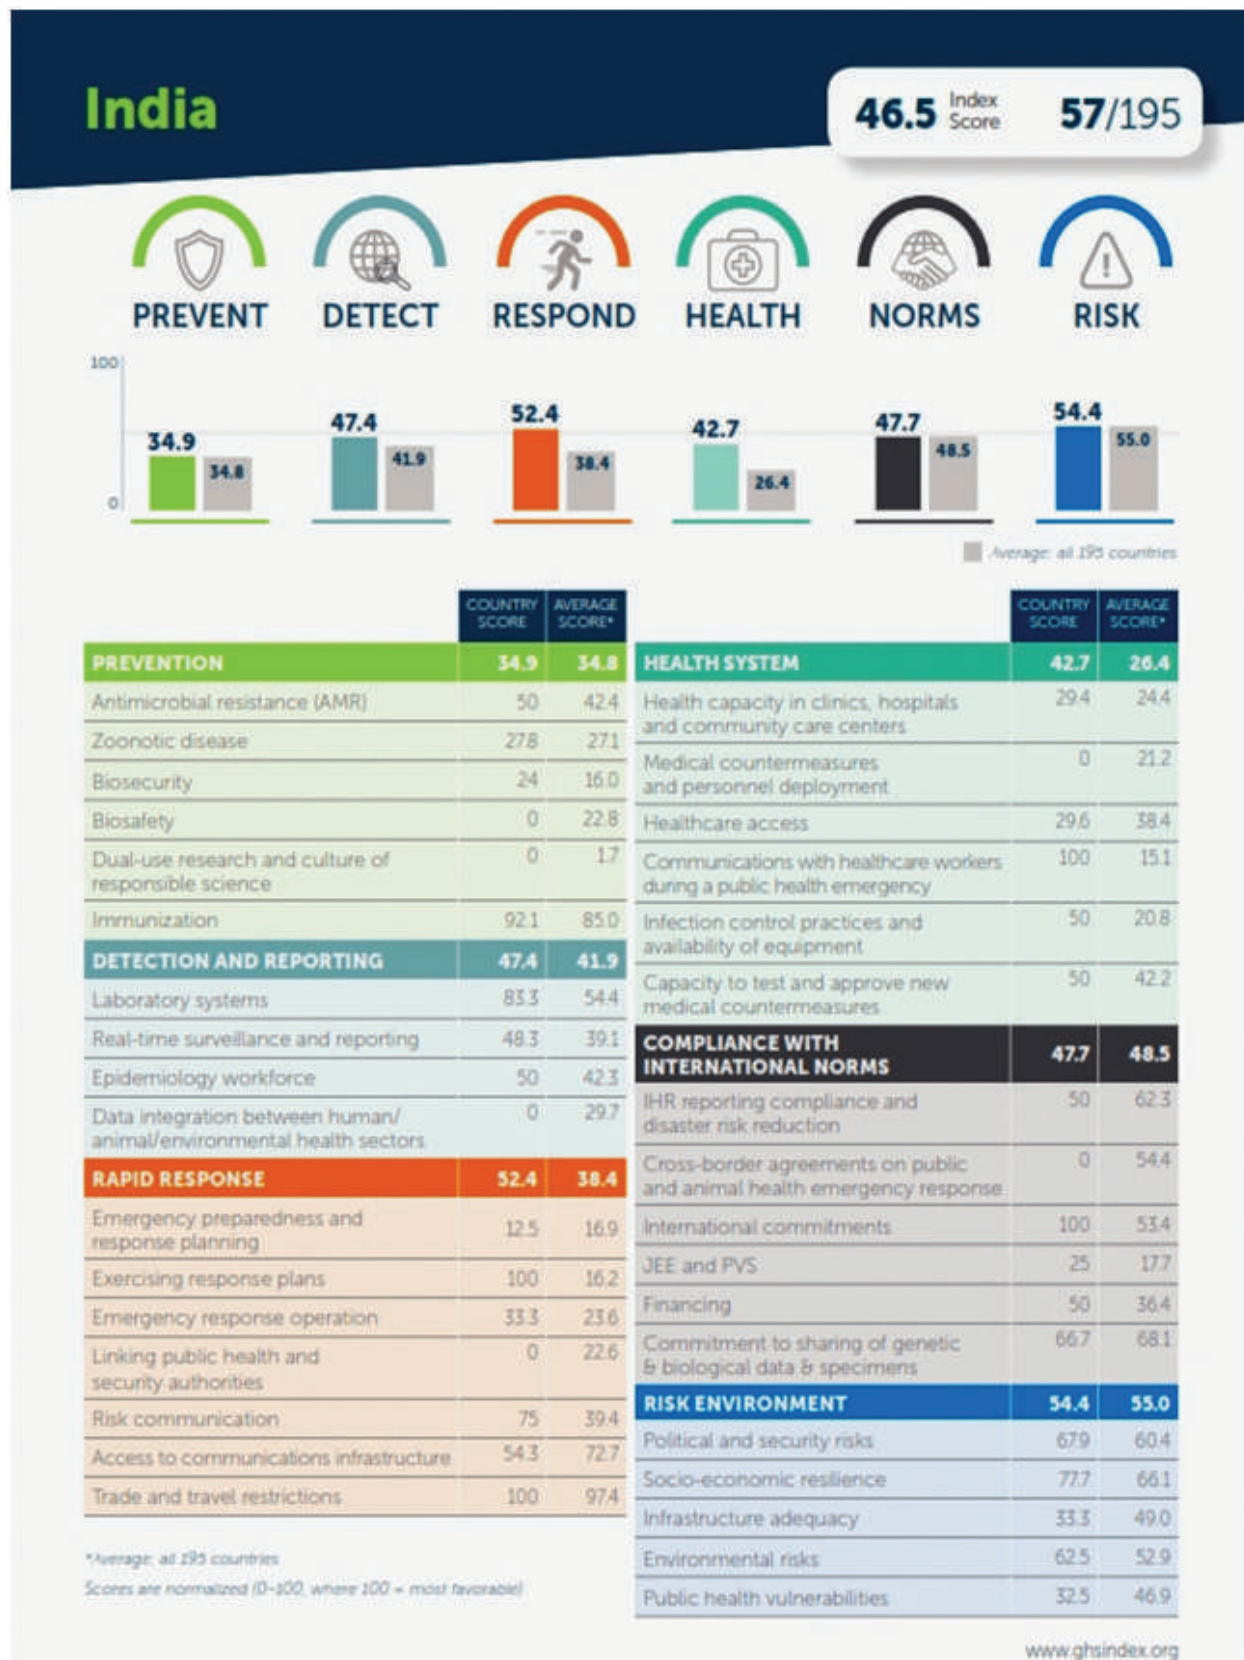 India
46.5 Index Score 57/195
PREVENT DETECT RESPOND HEALTH NORMS RISK
100
0
34.9 34.8
47.4 41.9
52.4 38.4
42.7 26.4
47.7 48.5
54.4 55.0
Average: all 195 countries
COUNTRY SCORE AVERAGE SCORE*
PREVENTION 34.9 34.8
Antimicrobial resistance (AMR) 50 42.4
Zoonotic disease 27.8 27.1
Biosecurity 24 16.0
Biosafety 0 22.8
Dual-use research and culture of
responsible science 0 1.7
Immunization 92.1 85.0
DETECTION AND REPORTING 47.4 41.9
Laboratory systems 83.3 54.4
Real-time surveillance and reporting 48.3 39.1
Epidemiology workforce 50 42.3
Data integration between human/
animal/environmental health sectors 0 29.7
RAPID RESPONSE 52.4 38.4
Emergency preparedness and
response planning 12.5 16.9
Exercising response plans 100 16.2
Emergency response operation 33.3 23.6
Linking public health and
security authorities 0 22.6
Risk communication 75 39.4
Access to communications infrastructure 54.3 72.7
Trade and travel restrictions 100 97.4
*Average: all 195 countries
Scores are normalized (0-100, where 100 = most favorable)
COUNTRY SCORE AVERAGE SCORE*
HEALTH SYSTEM 42.7 26.4
Health capacity in clinics, hospitals
and community care centers 29.4 24.4
Medical countermeasures
and personnel deployment 0 21.2
Healthcare access 29.6 38.4
Communications with healthcare workers
during a public health emergency 100 15.1
Infection control practices and
availability of equipment 50 20.8
Capacity to test and approve new
medical countermeasures 50 42.2
COMPLIANCE WITH
INTERNATIONAL NORMS 47.7 48.5
IHR reporting compliance and
disaster risk reduction 50 62.3
Cross-border agreements on public
and animal health emergency response 0 54.4
International commitments 100 53.4
JEE and PVS 25 17.7
Financing 50 36.4
Commitment to sharing of genetic
& biological data & specimens 66.7 68.1
RISK ENVIRONMENT 54.4 55.0
Political and security risks 67.9 60.4
Socio-economic resilience 77.7 66.1
Infrastructure adequacy 33.3 49.0
Environmental risks 62.5 52.9
Public health vulnerabilities 32.5 46.9
www.ghsindex.org